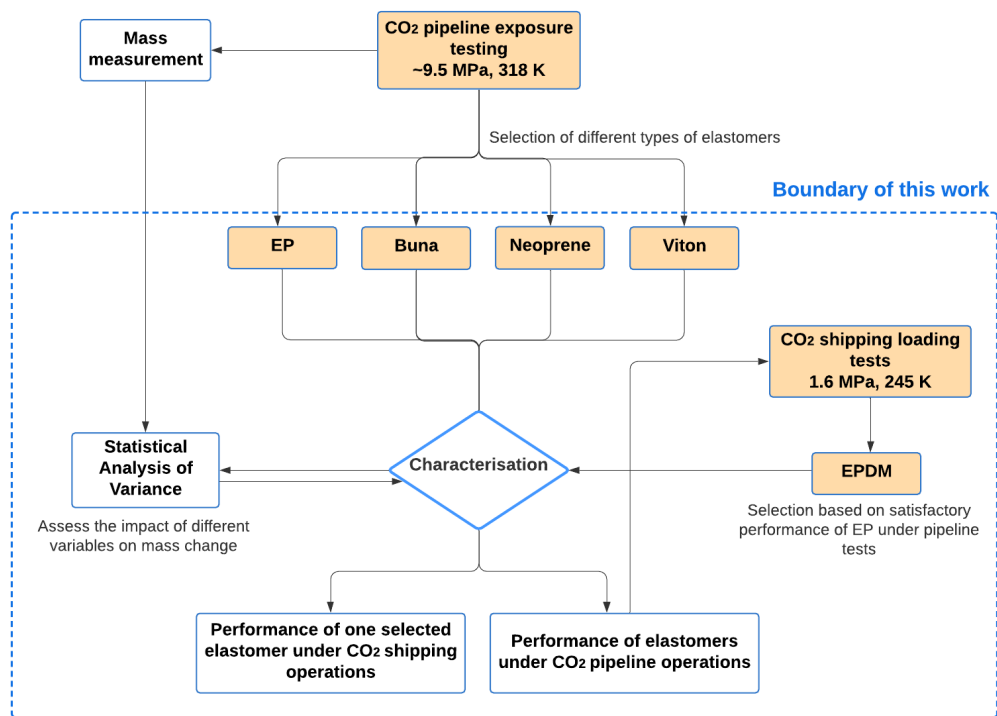 Mass
measurement
CO2 pipeline exposure
testing
~9.5 MPa, 318 K
Selection of different types of elastomers
Boundary of this work
EP
Buna
Neoprene
Viton
CO2 shipping loading
tests
1.6 MPa, 245 K
Statistical
Analysis of
Variance
Characterisation
EPDM
Assess the impact of different
variables on mass change
Selection based on satisfactory
performance of EP under pipeline
tests
Performance of one selected
elastomer under CO2 shipping
operations
Performance of elastomers
under CO2 pipeline operations